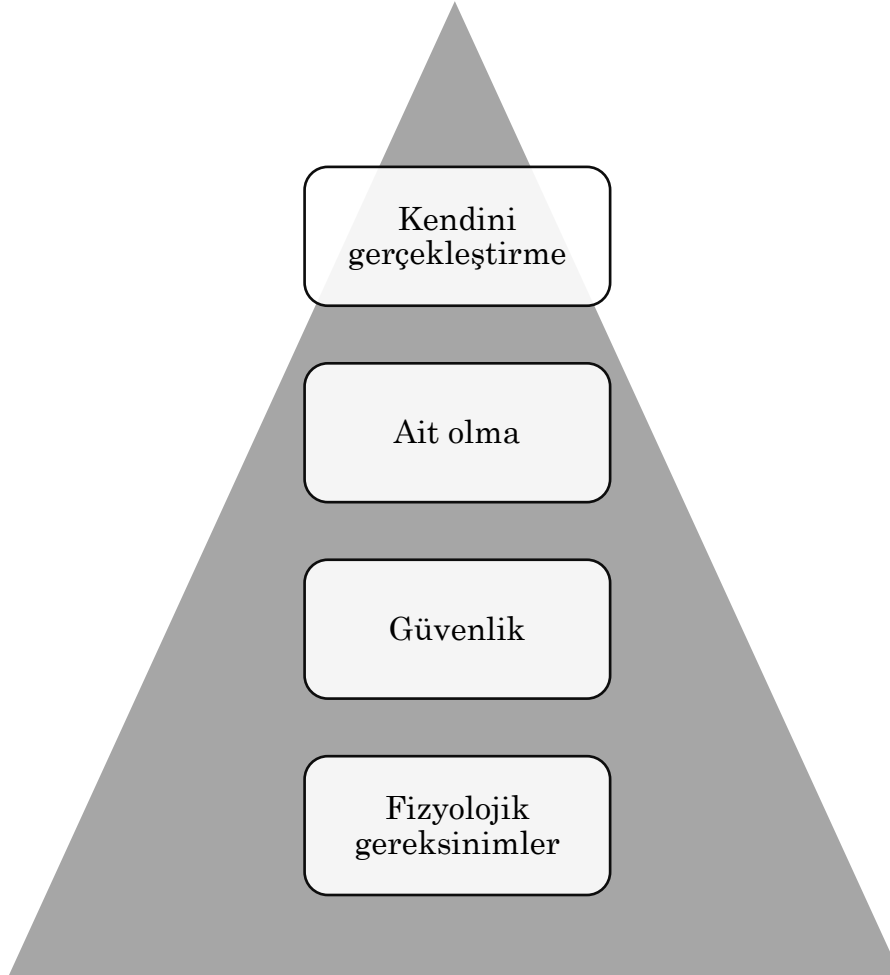 Kendini
gerçekleştirme
Ait olma
Güvenlik
Fizyolojik
gereksinimler